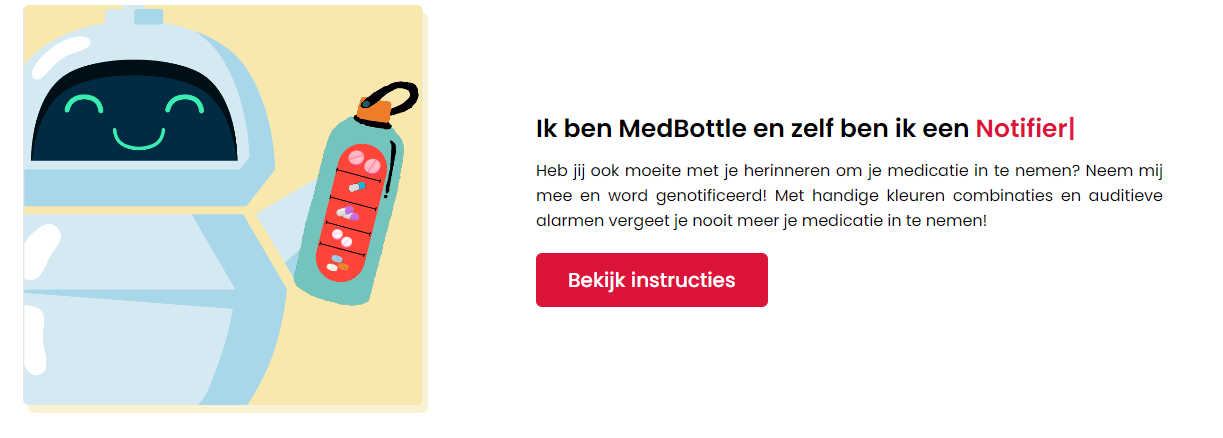 Ik ben MedBottle en zelf ben ik een Notifier|
Heb jij ook moeite met je herinneren om je medicatie in te nemen? Neem mij
mee en word genotificeerd! Met handige kleuren combinaties en auditieve
alarmen vergeet je nooit meer je medicatie in te nemen!
Bekijk instructies